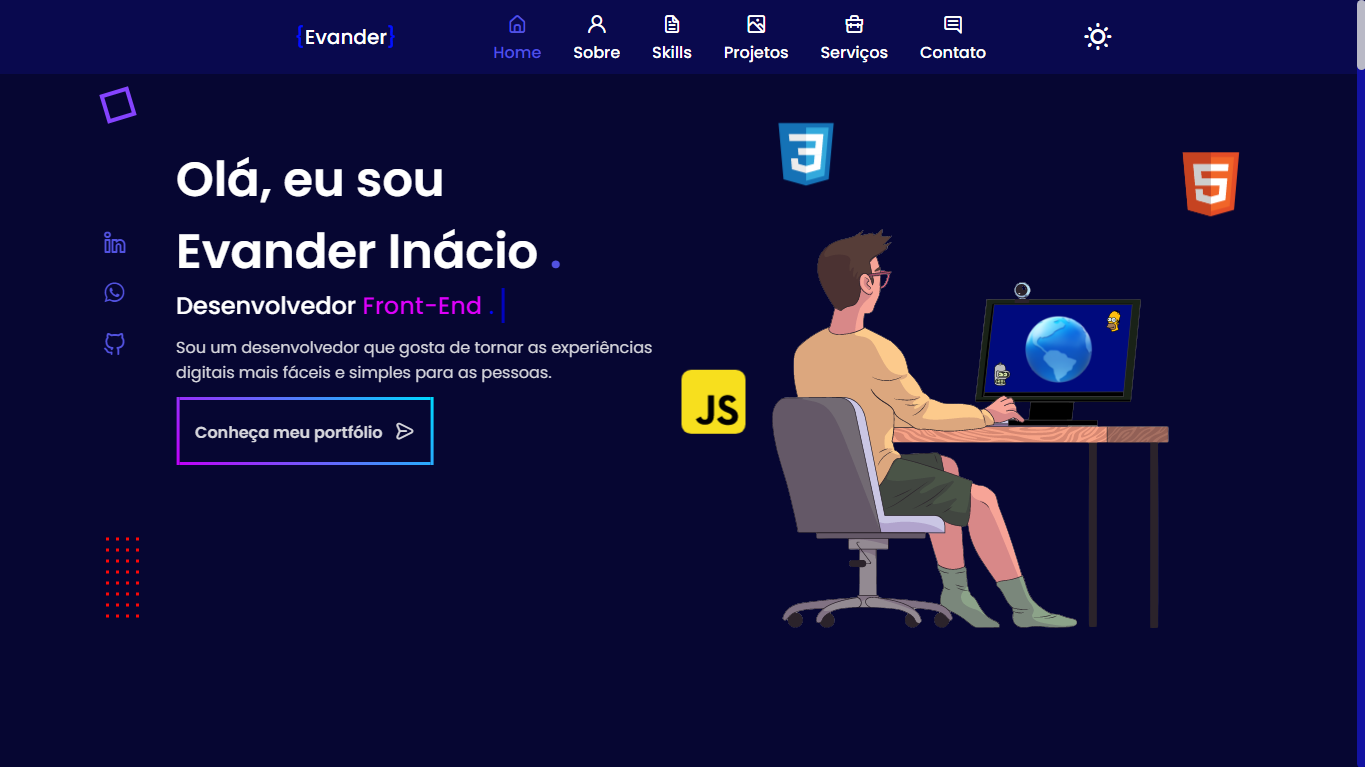 {Evander}
Home
Sobre
Skills
Projetos
Serviços
Contato
Olá, eu sou
Evander Inácio .
Desenvolvedor Front-End .
Sou um desenvolvedor que gosta de tornar as experiências
digitais mais fáceis e simples para as pessoas.
Conheça meu portfólio
3
5
JS
in